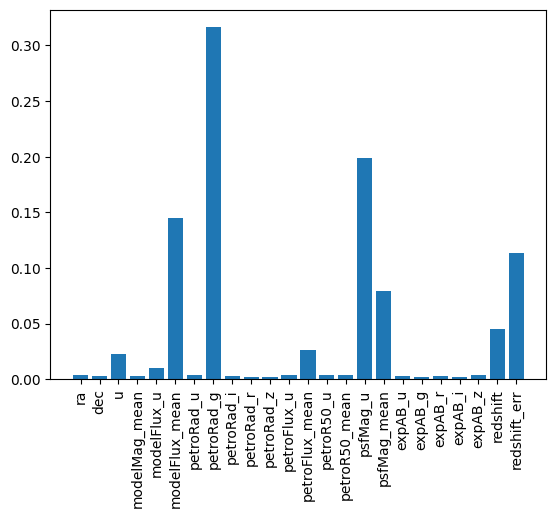 0.30
0.25
0.20
0.15
0.10
0.05
0.00
ra
dec
u
modelMag_mean
modelFlux_u
modelFlux_mean
petroRad_u
petroRad_g
petroRad_i
petroRad_r
petroRad_z
petroFlux_u
petroFlux_mean
petroR50_u
petroR50_mean
psfMag_u
psfMag_mean
expAB_u
expAB_g
expAB_r
expAB_i
expAB_z
redshift
redshift_err